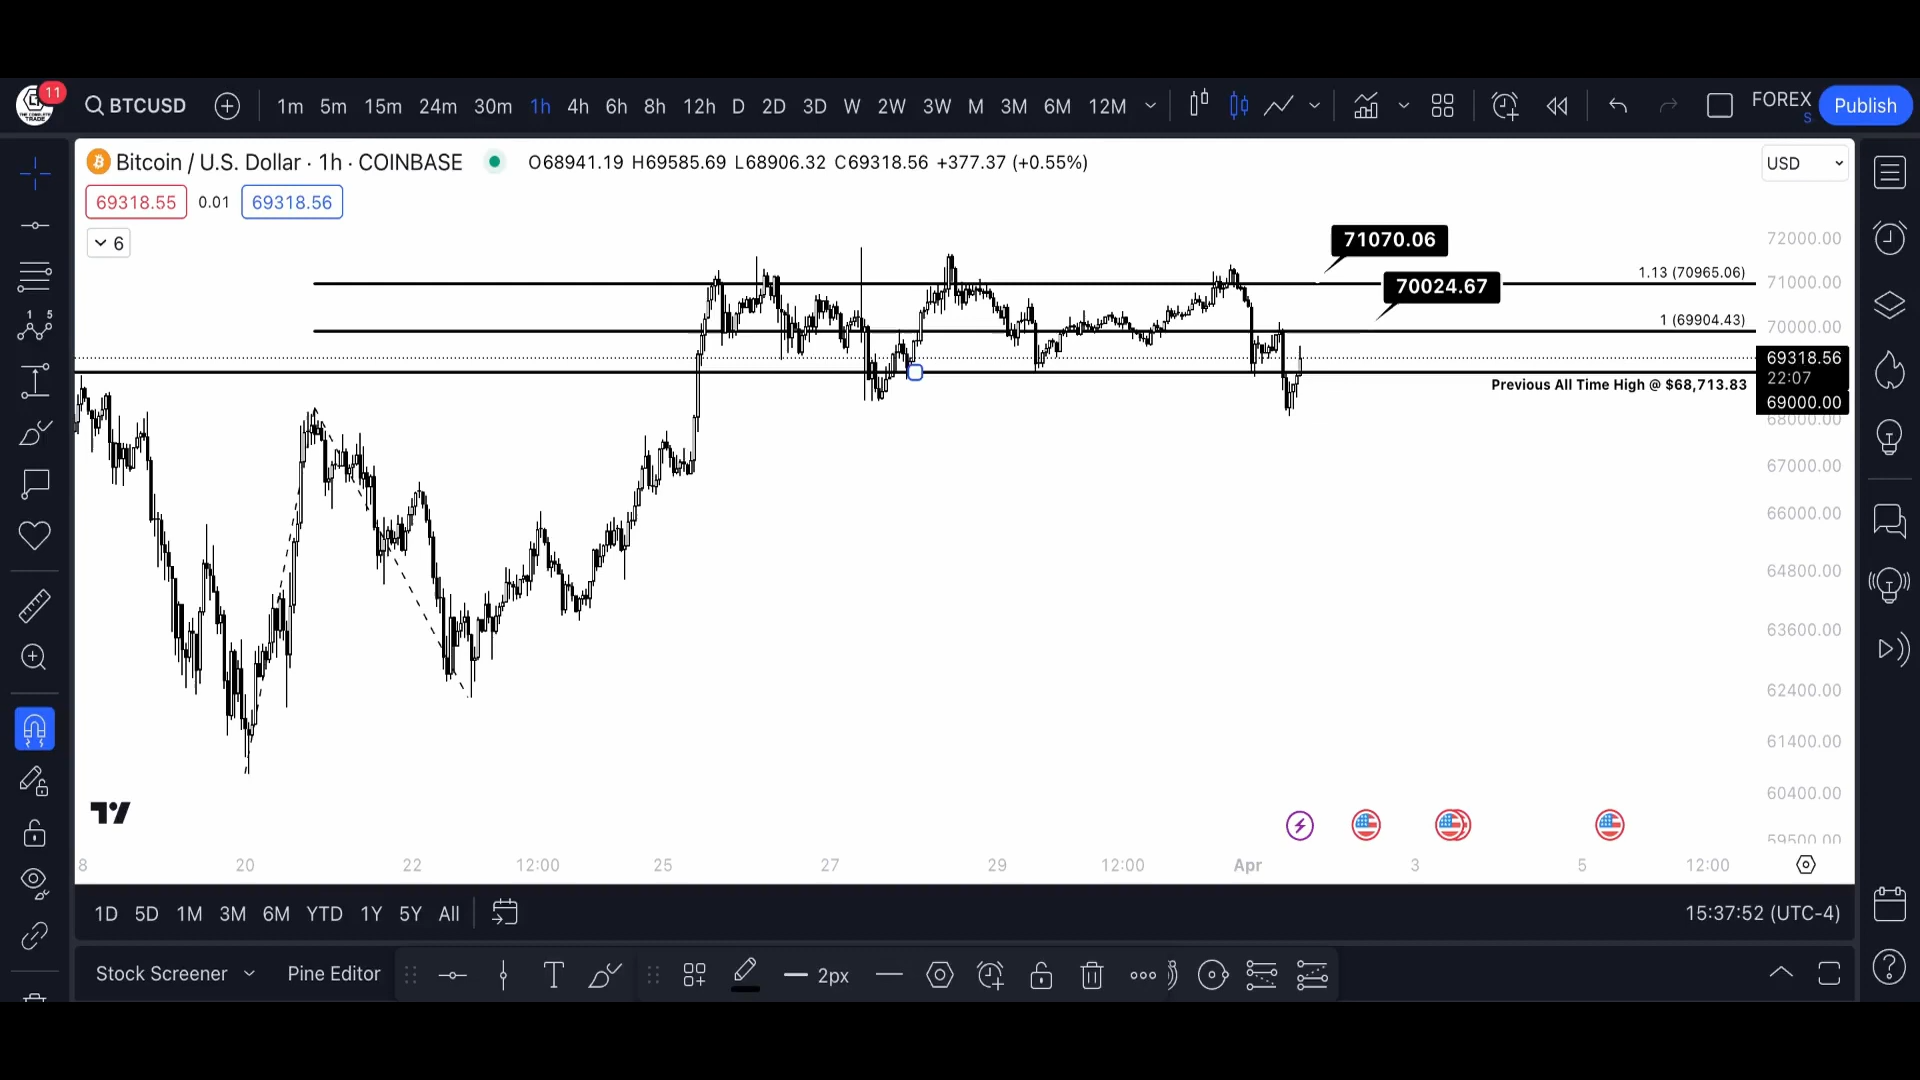 11
BTCUSD
1m 5m 15m 24m 30m 1h 4h 6h 8h 12h D 2D 3D W 2W 3W M 3M 6M 12M
FOREX
S
Publish
Bitcoin / U.S. Dollar · 1h · COINBASE
O68941.19 H69585.69 L68906.32 C69318.56 +377.37 (+0.55%)
USD
69318.55 0.01 69318.56
6
71070.06
70024.67
1.13 (70965.06)
1 (69904.43)
Previous All Time High @ $68,713.83
72000.00
71000.00
70000.00
69318.56
22:07
69000.00
68000.00
67000.00
66000.00
64800.00
63600.00
62400.00
61400.00
60400.00
59500.00
8 20 22 12:00 25 27 29 12:00 Apr 3 5 12:00
1D 5D 1M 3M 6M YTD 1Y 5Y All
15:37:52 (UTC-4)
Stock Screener Pine Editor
T
2px